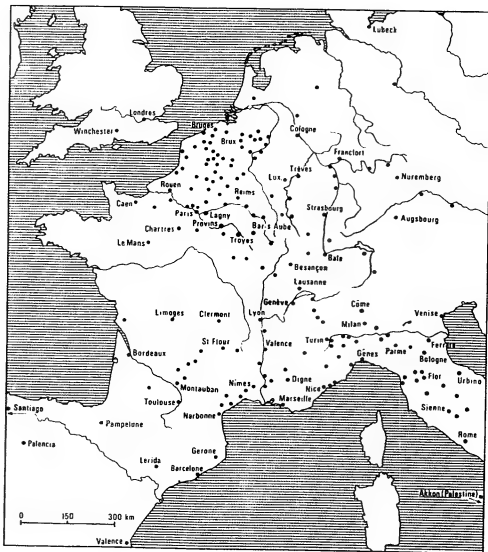 Lubeck
Londres
Winchester
Bruges
Brux
Cologne
Francfort
Trèves
Lux
Nuremberg
Rouen
Reims
Caen
Paris
Lagny
Strasbourg
Augsbourg
Chartres
Provins
Bar-s Aube
Troyes
Le Mans
Bale
Besançon
Lausanne
Genève
Côme
Limoges
Clermont
Lyon
Milan
Venise
St Flour
Valence
Turin
Ferrare
Bordeaux
Parme
Bologne
Gênes
Montauban
Nimes
Digne
Nice
Flor
Urbino
Toulouse
Marseille
Santiago
Narbonne
Sienne
Pampelone
Palencia
Rome
Lérida
Gerone
Barcelone
Akkon (Palestine)
0 150 300 km
Valence